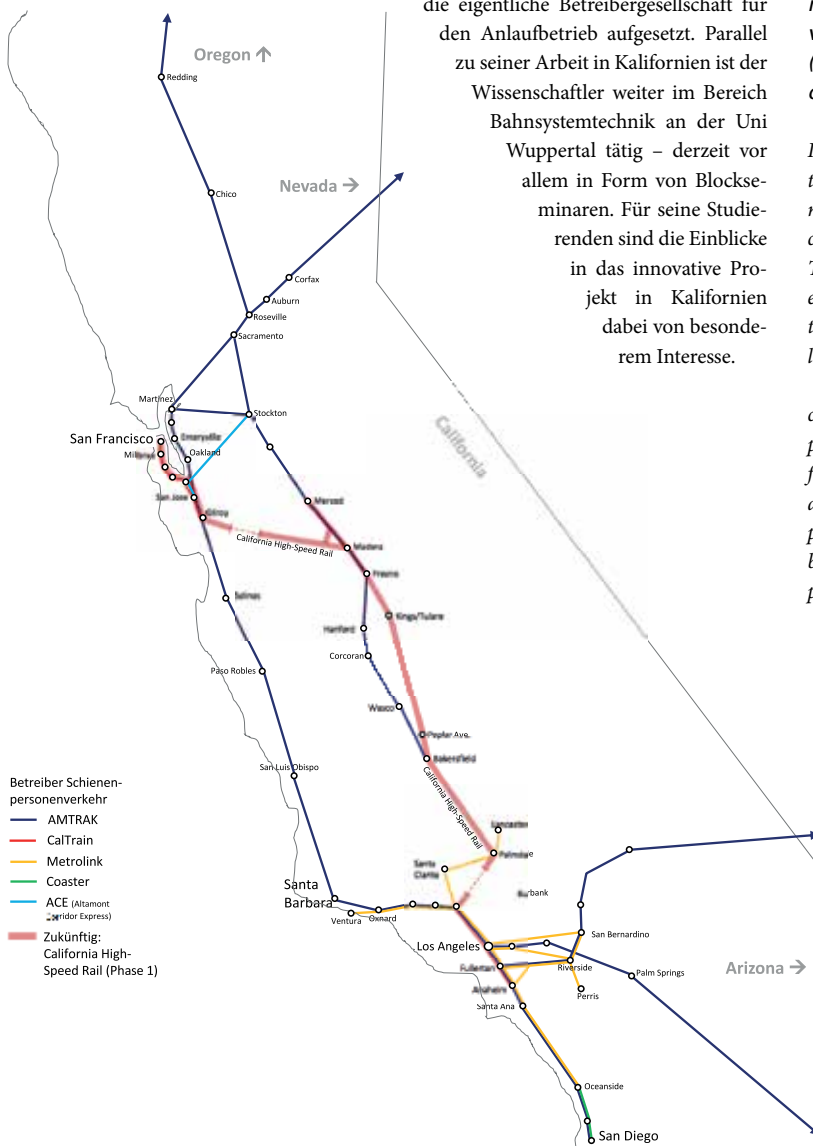 die eigentliche Betreibergesellschaft für
den Anlaufbetrieb aufgesetzt. Parallel
zu seiner Arbeit in Kalifornien ist der
Wissenschaftler weiter im Bereich
Bahnsystemtechnik an der Uni
Wuppertal tätig – derzeit vor
allem in Form von Blockse-
minaren. Für seine Studie-
renden sind die Einblicke
in das innovative Pro-
jekt in Kalifornien
dabei von besonde-
rem Interesse.
Oregon ↑
Redding
Nevada →
Chico
Corfax
Auburn
Roseville
Sacramento
Martinez
Stockton
San Francisco
Emeryville
Oakland
Millbrae
San Jose
Gilroy
California
Merced
California High-Speed Rail
Madera
Fresno
Salinas
Kings/Tulare
Hanford
Corcoran
Paso Robles
Wasco
Poplar Ave.
Bakersfield
San Luis Obispo
California High-Speed Rail
Lancaster
Palmdale
Santa
Clarita
Burbank
Santa
Barbara
Ventura
Oxnard
Los Angeles
San Bernardino
Fullerton
Riverside
Palm Springs
Arizona →
Anaheim
Perris
Santa Ana
Oceanside
San Diego
Betreiber Schienen-
personenverkehr
AMTRAK
CalTrain
Metrolink
Coaster
ACE (Altamont
Corridor Express)
Zukünftig:
California High-
Speed Rail (Phase 1)